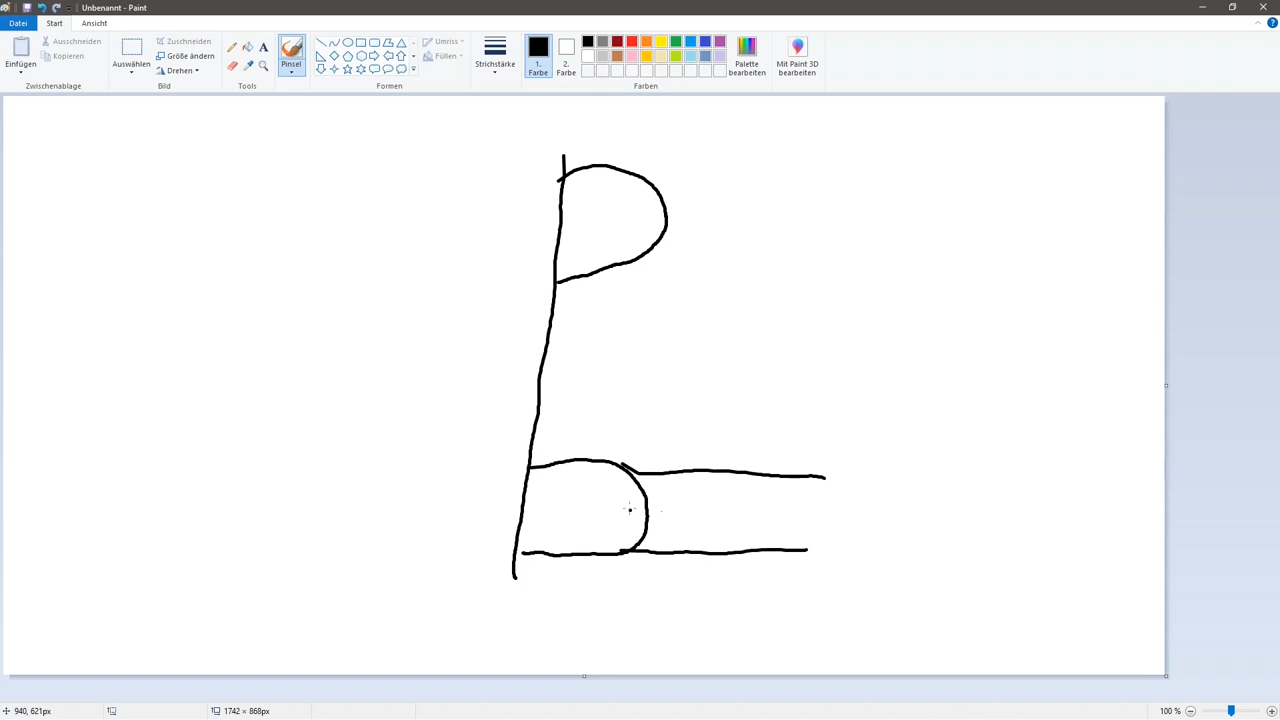 Unbenannt - Paint
Datei Start Ansicht
Einfügen
Ausschneiden
Kopieren
Zwischenablage
Auswählen
Zuschneiden
Größe ändern
Drehen
Bild
A
Tools
Pinsel
Formen
Umriss
Füllen
Strichstärke
1. Farbe
2. Farbe
Farben
Palette bearbeiten
Mit Paint 3D bearbeiten
940, 621px
1742 × 868px
100 %